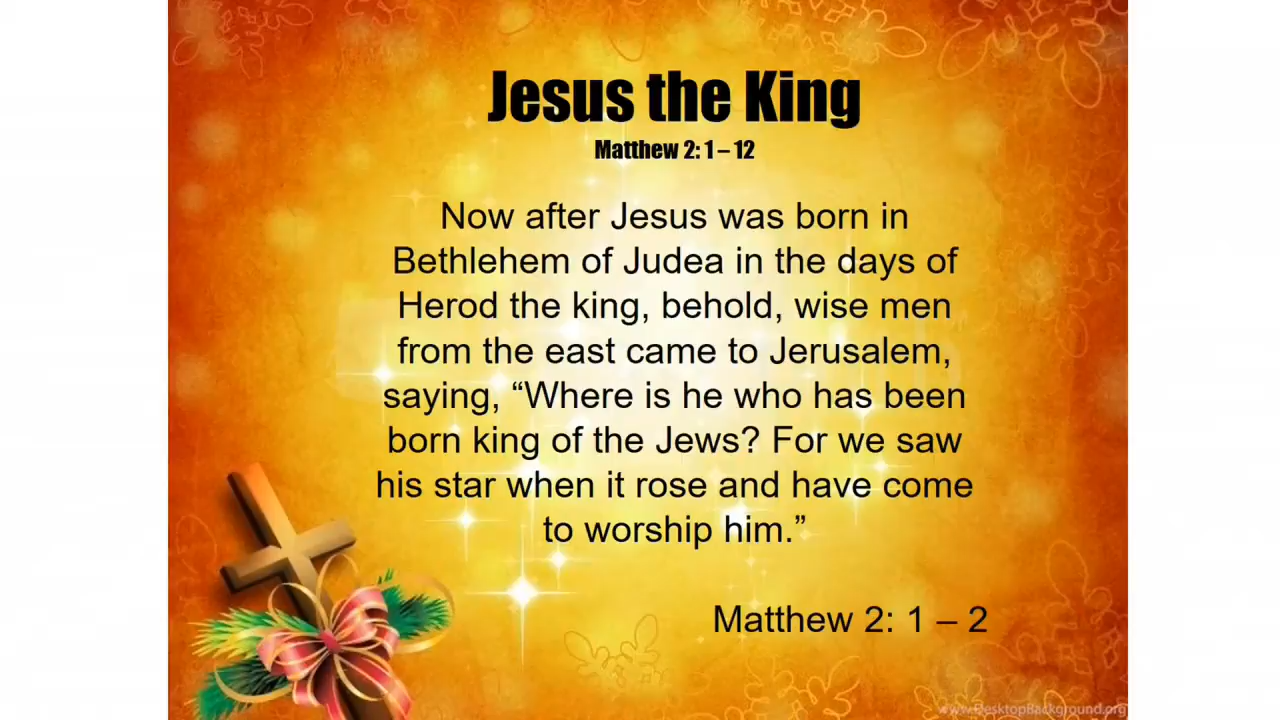 Jesus the King
Matthew 2: 1 – 12
Now after Jesus was born in
Bethlehem of Judea in the days of
Herod the king, behold, wise men
from the east came to Jerusalem,
saying, “Where is he who has been
born king of the Jews? For we saw
his star when it rose and have come
to worship him.”
Matthew 2: 1 – 2
www.DesktopBackground.org